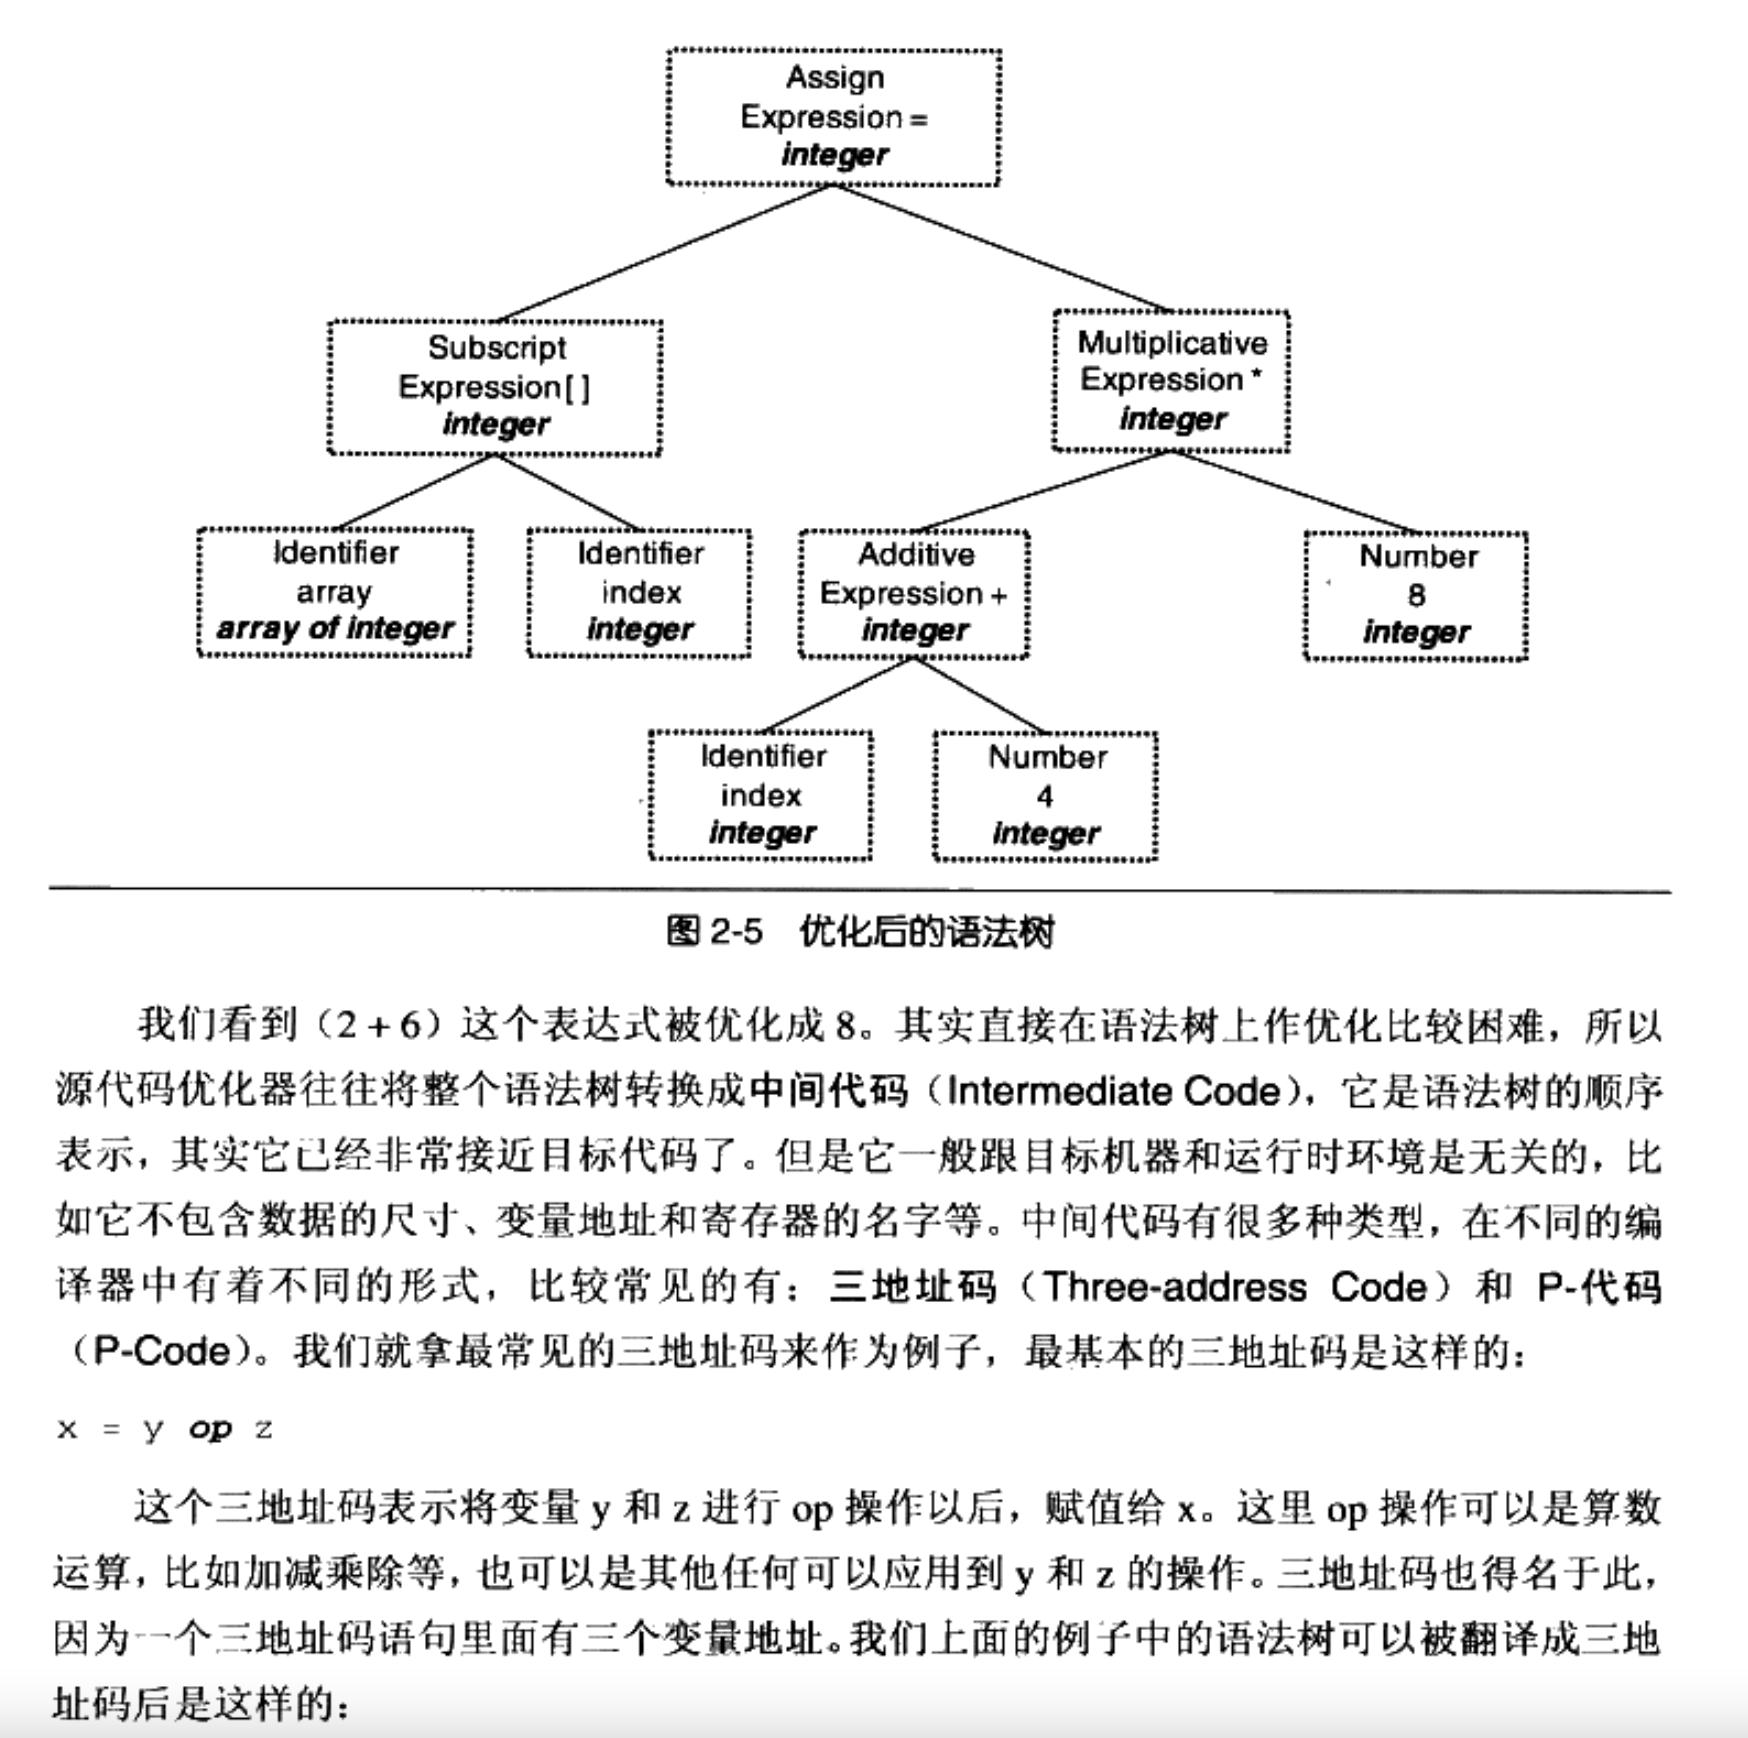 Assign
Expression =
integer
Subscript
Expression[ ]
integer
Multiplicative
Expression *
integer
Identifier
array
array of integer
Identifier
index
integer
Additive
Expression +
integer
Number
8
integer
Identifier
index
integer
Number
4
integer
图 2-5 优化后的语法树
我们看到（2 + 6）这个表达式被优化成 8。其实直接在语法树上作优化比较困难，所以
源代码优化器往往将整个语法树转换成中间代码（Intermediate Code），它是语法树的顺序
表示，其实它已经非常接近目标代码了。但是它一般跟目标机器和运行时环境是无关的，比
如它不包含数据的尺寸、变量地址和寄存器的名字等。中间代码有很多种类型，在不同的编
译器中有着不同的形式，比较常见的有：三地址码（Three-address Code）和 P-代码
（P-Code）。我们就拿最常见的三地址码来作为例子，最基本的三地址码是这样的：
x = y op z
这个三地址码表示将变量 y 和 z 进行 op 操作以后，赋值给 x。这里 op 操作可以是算数
运算，比如加减乘除等，也可以是其他任何可以应用到 y 和 z 的操作。三地址码也得名于此，
因为一个三地址码语句里面有三个变量地址。我们上面的例子中的语法树可以被翻译成三地
址码后是这样的：